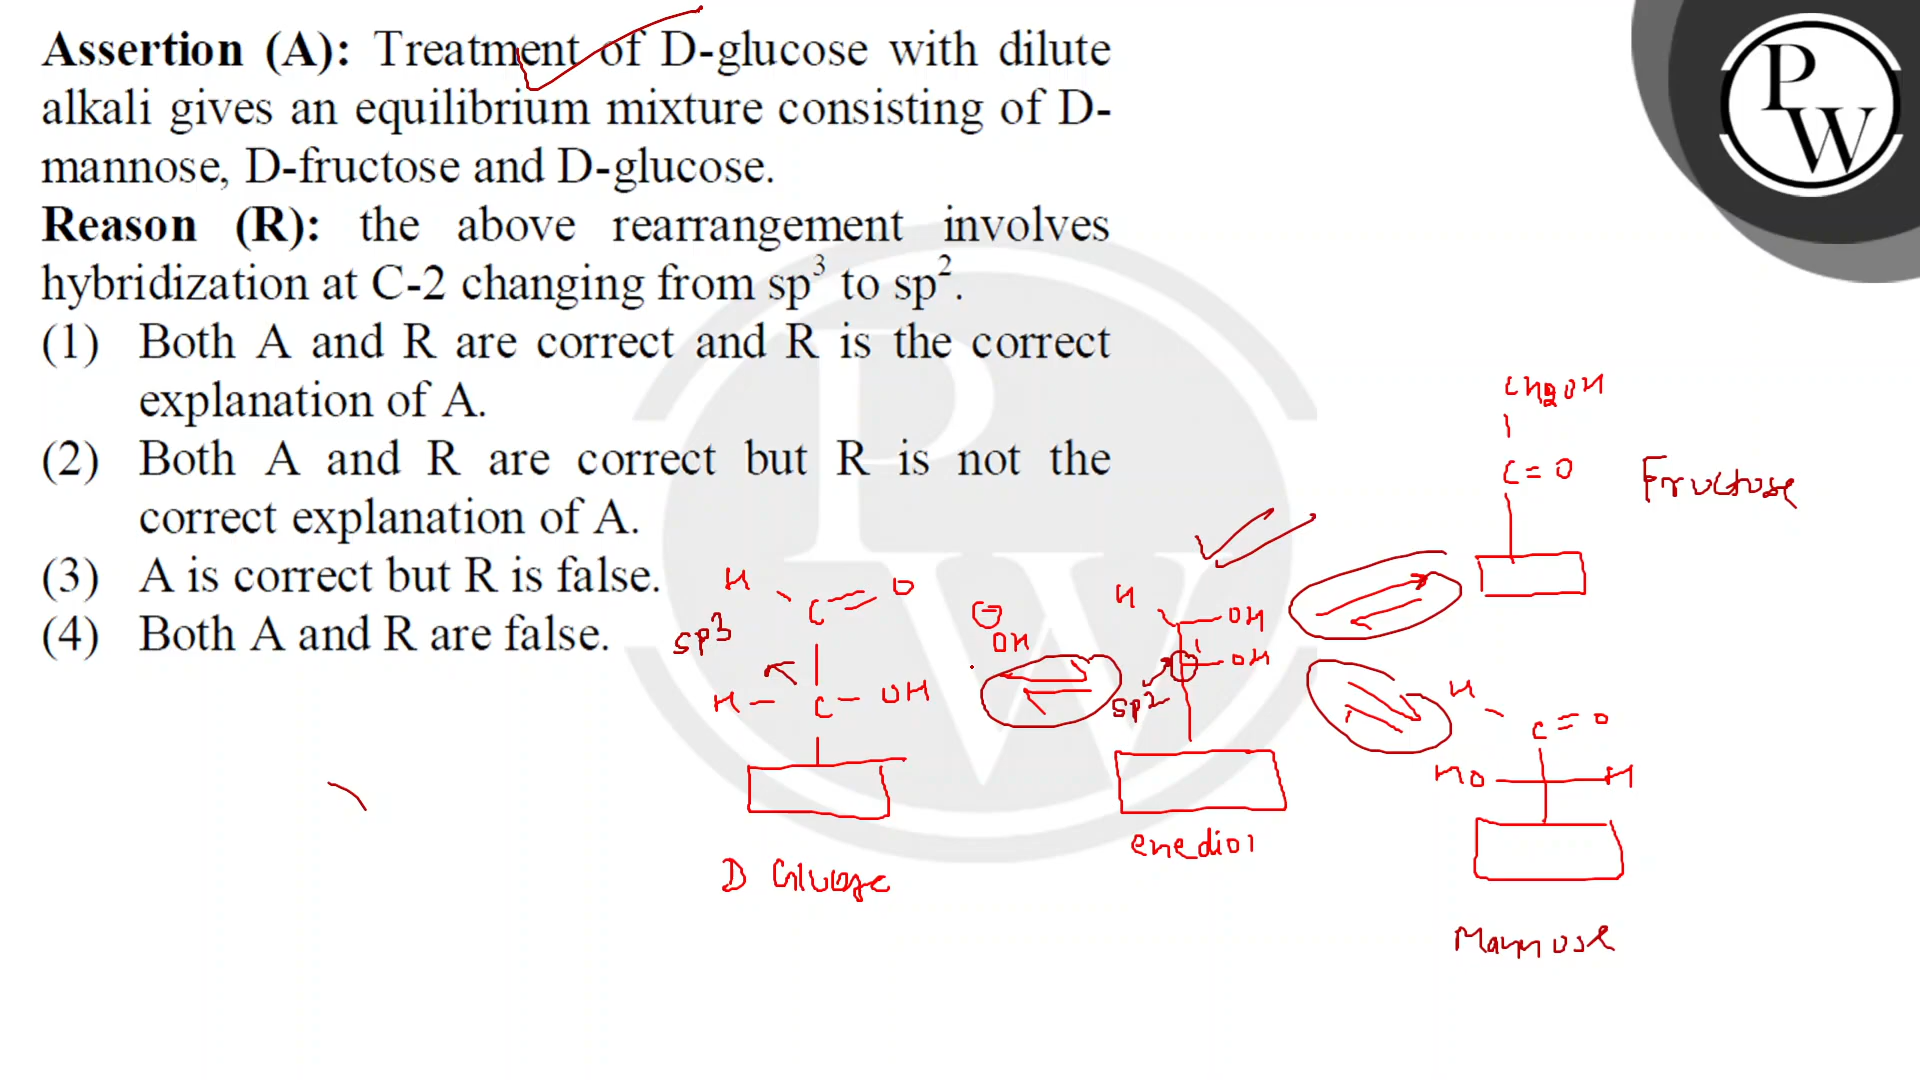 Assertion (A): Treatment of D-glucose with dilute
alkali gives an equilibrium mixture consisting of D-
mannose, D-fructose and D-glucose.
Reason (R): the above rearrangement involves
hybridization at C-2 changing from sp³ to sp².
(1) Both A and R are correct and R is the correct
explanation of A.
(2) Both A and R are correct but R is not the
correct explanation of A.
(3) A is correct but R is false.
(4) Both A and R are false.
P
W
P
W
CH2OH
C=O
Fructose
H
C
O
sp3
H
C
OH
D Glucose
⊖
OH
H
OH
OH
sp2
enediol
H
C
O
HO
H
Mannose